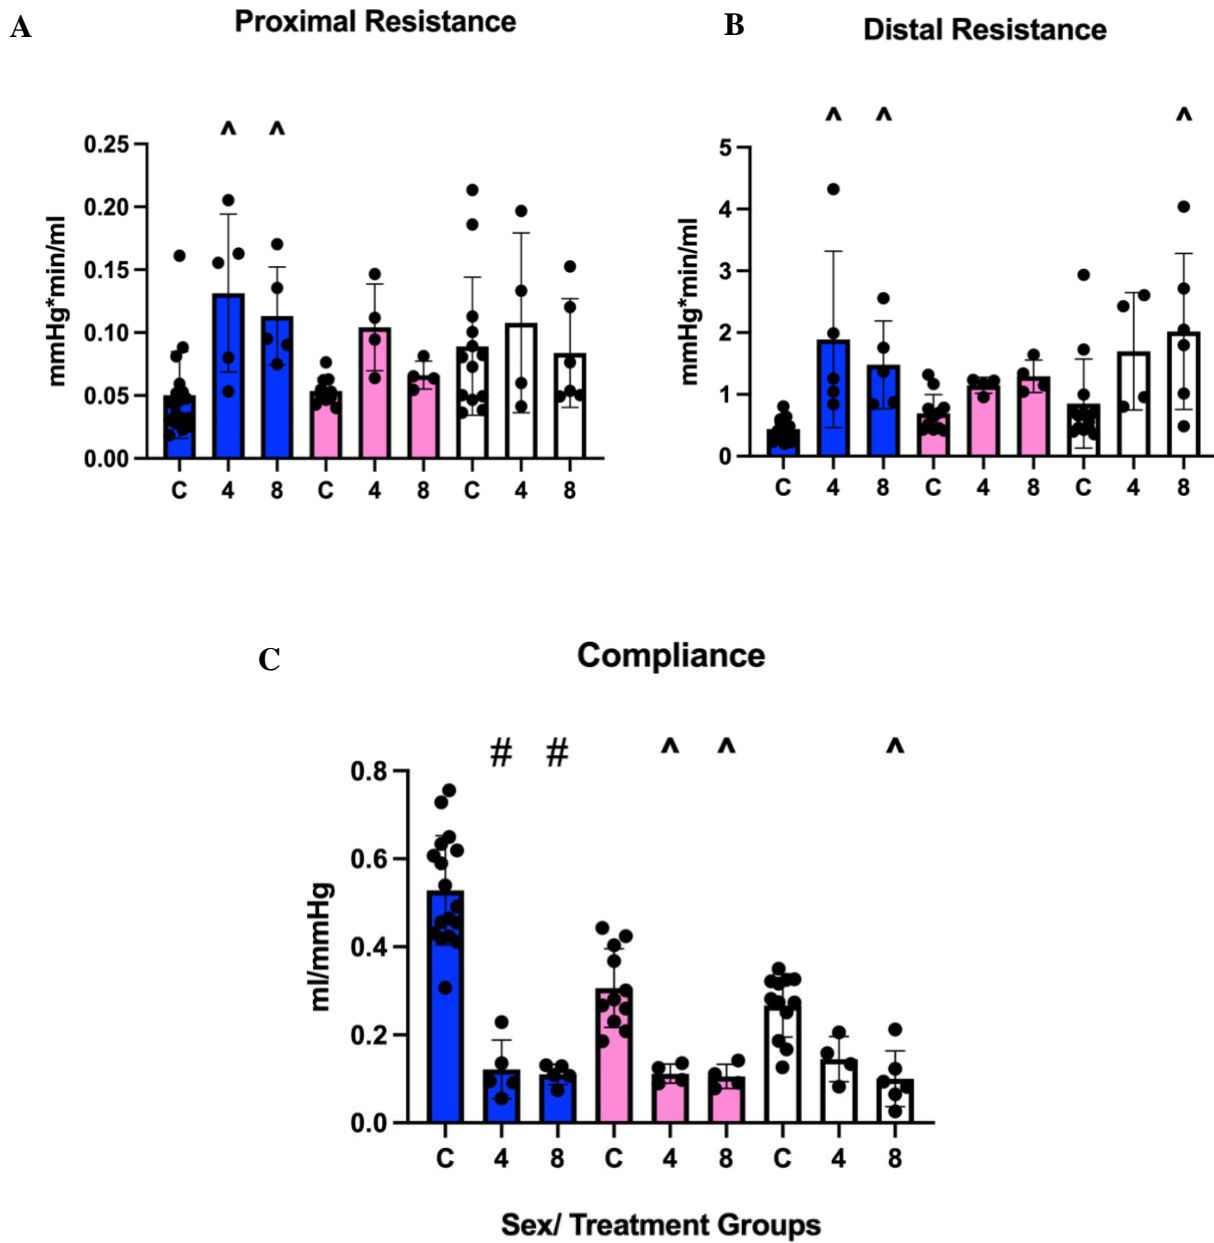 A
Proximal Resistance
^ ^
mmHg*min/ml
0.25
0.20
0.15
0.10
0.05
0.00
C 4 8 C 4 8 C 4 8
B
Distal Resistance
^ ^ ^
mmHg*min/ml
5
4
3
2
1
0
C 4 8 C 4 8 C 4 8
C
Compliance
# # ^ ^ ^
ml/mmHg
0.8
0.6
0.4
0.2
0.0
C 4 8 C 4 8 C 4 8
Sex/ Treatment Groups